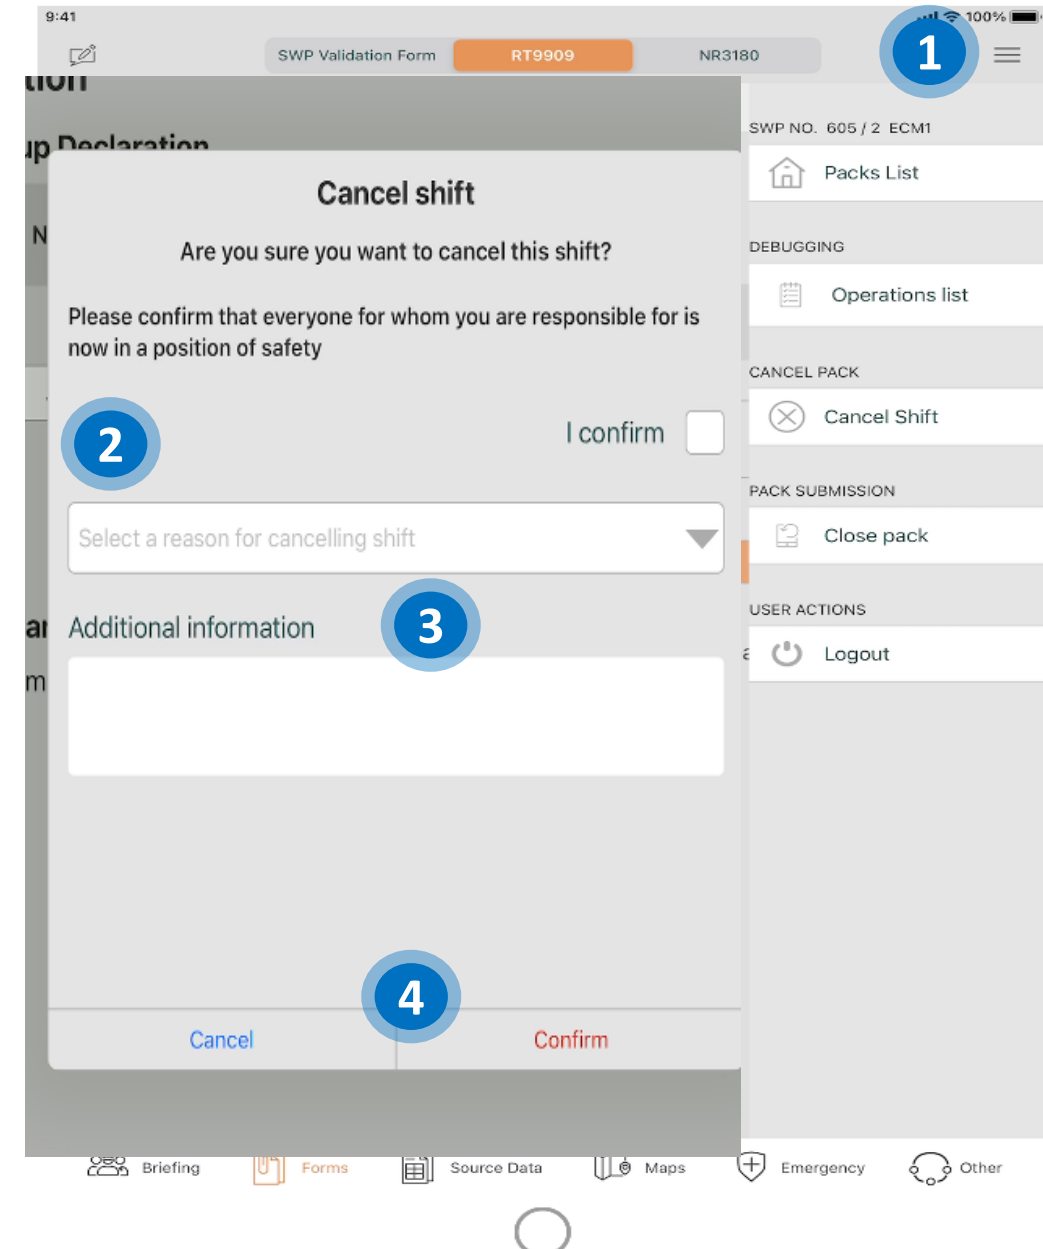 9:41
100%
SWP Validation Form
RT9909
NR3180
1
tion
up Declaration
N
Cancel shift
Are you sure you want to cancel this shift?
Please confirm that everyone for whom you are responsible for is
now in a position of safety
2
I confirm
Select a reason for cancelling shift
Additional information
3
m
4
Cancel
Confirm
SWP NO. 605 / 2 ECM1
Packs List
DEBUGGING
Operations list
CANCEL PACK
Cancel Shift
PACK SUBMISSION
Close pack
USER ACTIONS
Logout
Briefing
Forms
Source Data
Maps
Emergency
Other